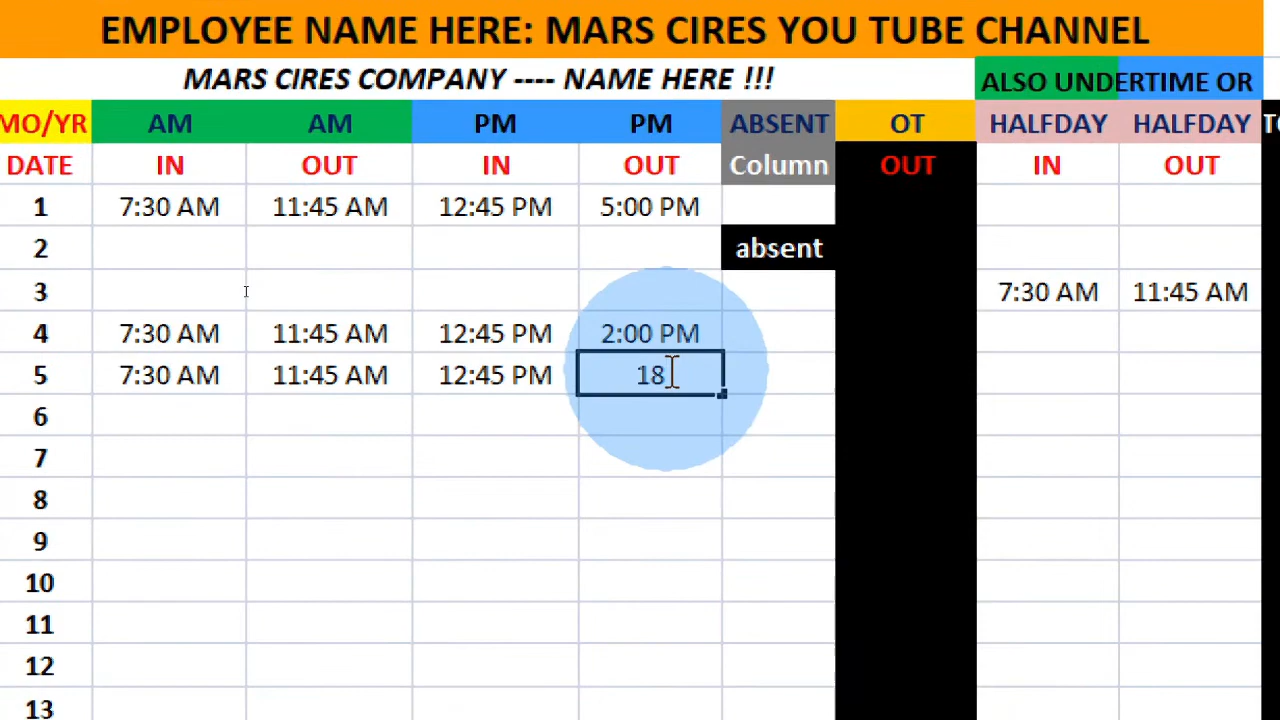 EMPLOYEE NAME HERE: MARS CIRES YOU TUBE CHANNEL
MARS CIRES COMPANY ---- NAME HERE !!! ALSO UNDERTIME OR
MO/YR AM AM PM PM ABSENT OT HALFDAY HALFDAY
DATE IN OUT IN OUT Column OUT IN OUT
1 7:30 AM 11:45 AM 12:45 PM 5:00 PM
2 absent
3 7:30 AM 11:45 AM
4 7:30 AM 11:45 AM 12:45 PM 2:00 PM
5 7:30 AM 11:45 AM 12:45 PM 18
6
7
8
9
10
11
12
13